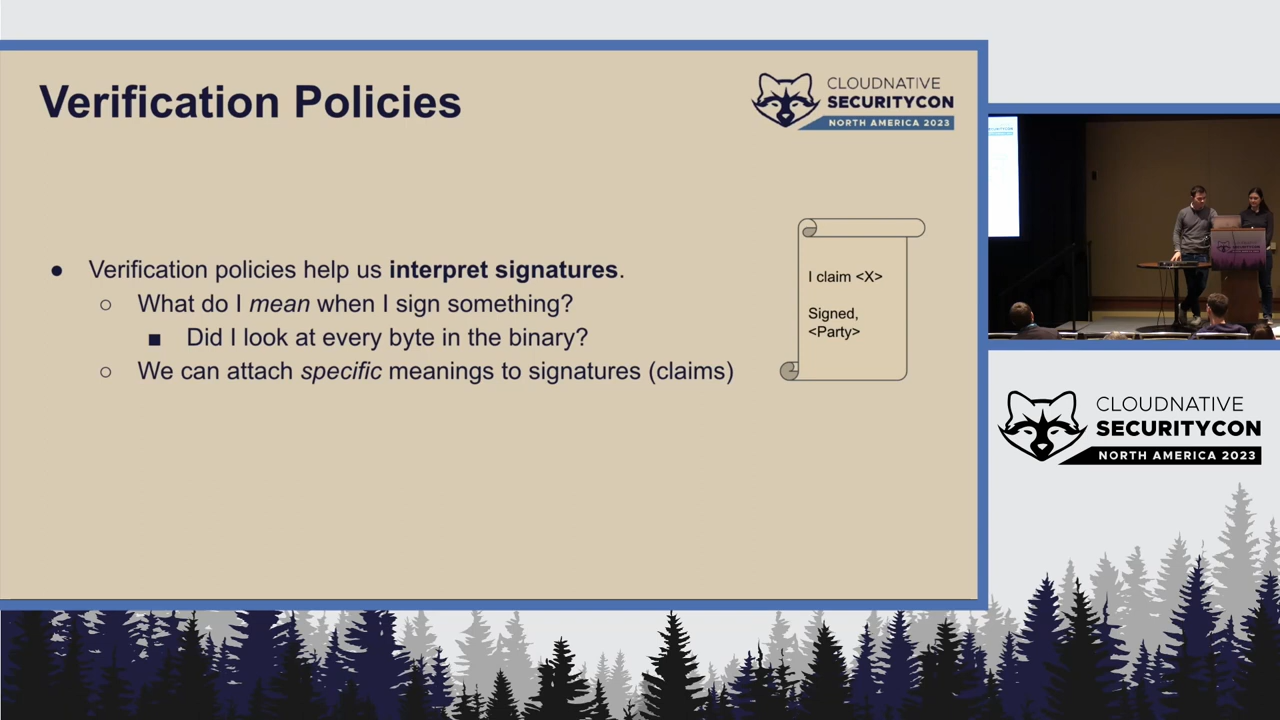 Verification Policies
CLOUDNATIVE
SECURITYCON
NORTH AMERICA 2023
● Verification policies help us interpret signatures.
○ What do I mean when I sign something?
■ Did I look at every byte in the binary?
○ We can attach specific meanings to signatures (claims)
I claim <X>
Signed,
<Party>
CLOUDNATIVE
SECURITYCON
NORTH AMERICA 2023